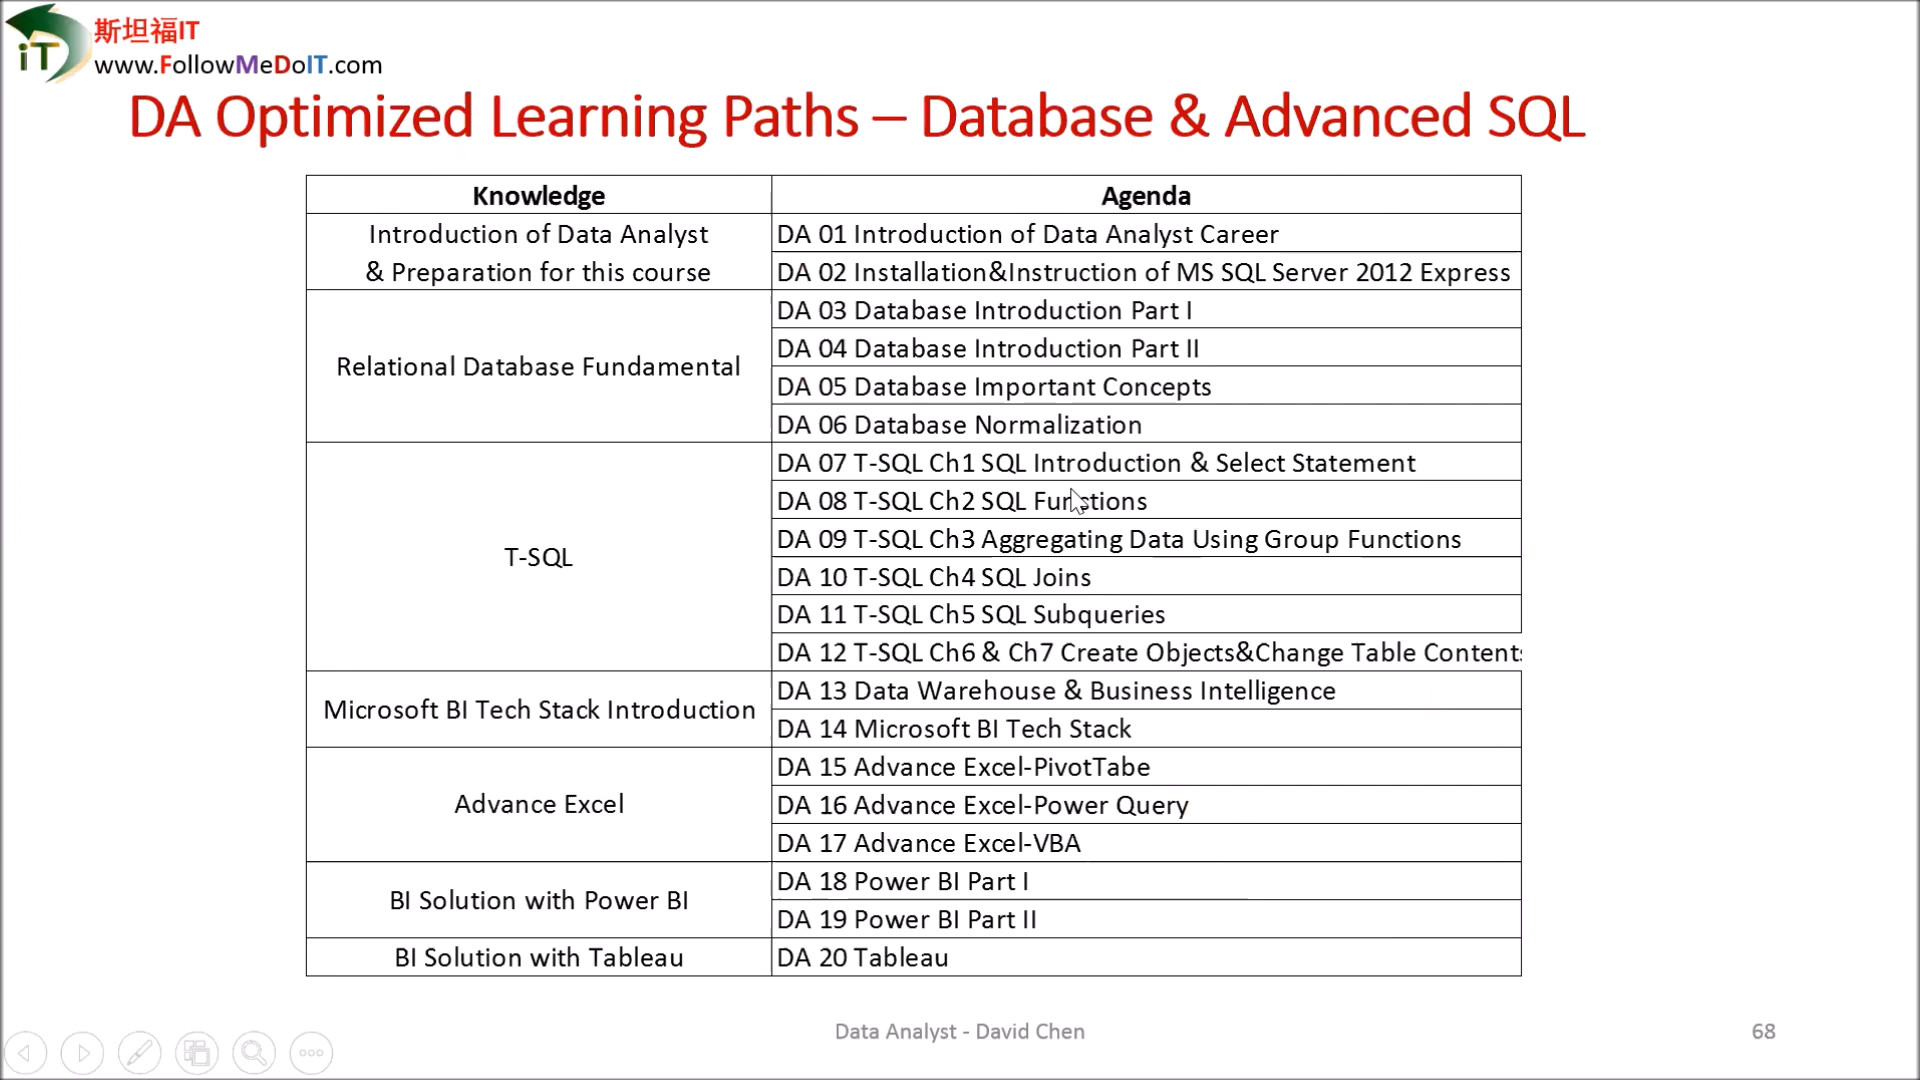 斯坦福IT
iT
www.FollowMeDoIT.com
DA Optimized Learning Paths – Database & Advanced SQL
Knowledge
Agenda
Introduction of Data Analyst
& Preparation for this course
DA 01 Introduction of Data Analyst Career
DA 02 Installation&Instruction of MS SQL Server 2012 Express
Relational Database Fundamental
DA 03 Database Introduction Part I
DA 04 Database Introduction Part II
DA 05 Database Important Concepts
DA 06 Database Normalization
T-SQL
DA 07 T-SQL Ch1 SQL Introduction & Select Statement
DA 08 T-SQL Ch2 SQL Functions
DA 09 T-SQL Ch3 Aggregating Data Using Group Functions
DA 10 T-SQL Ch4 SQL Joins
DA 11 T-SQL Ch5 SQL Subqueries
DA 12 T-SQL Ch6 & Ch7 Create Objects&Change Table Contents
Microsoft BI Tech Stack Introduction
DA 13 Data Warehouse & Business Intelligence
DA 14 Microsoft BI Tech Stack
Advance Excel
DA 15 Advance Excel-PivotTabe
DA 16 Advance Excel-Power Query
DA 17 Advance Excel-VBA
BI Solution with Power BI
DA 18 Power BI Part I
DA 19 Power BI Part II
BI Solution with Tableau
DA 20 Tableau
Data Analyst - David Chen
68